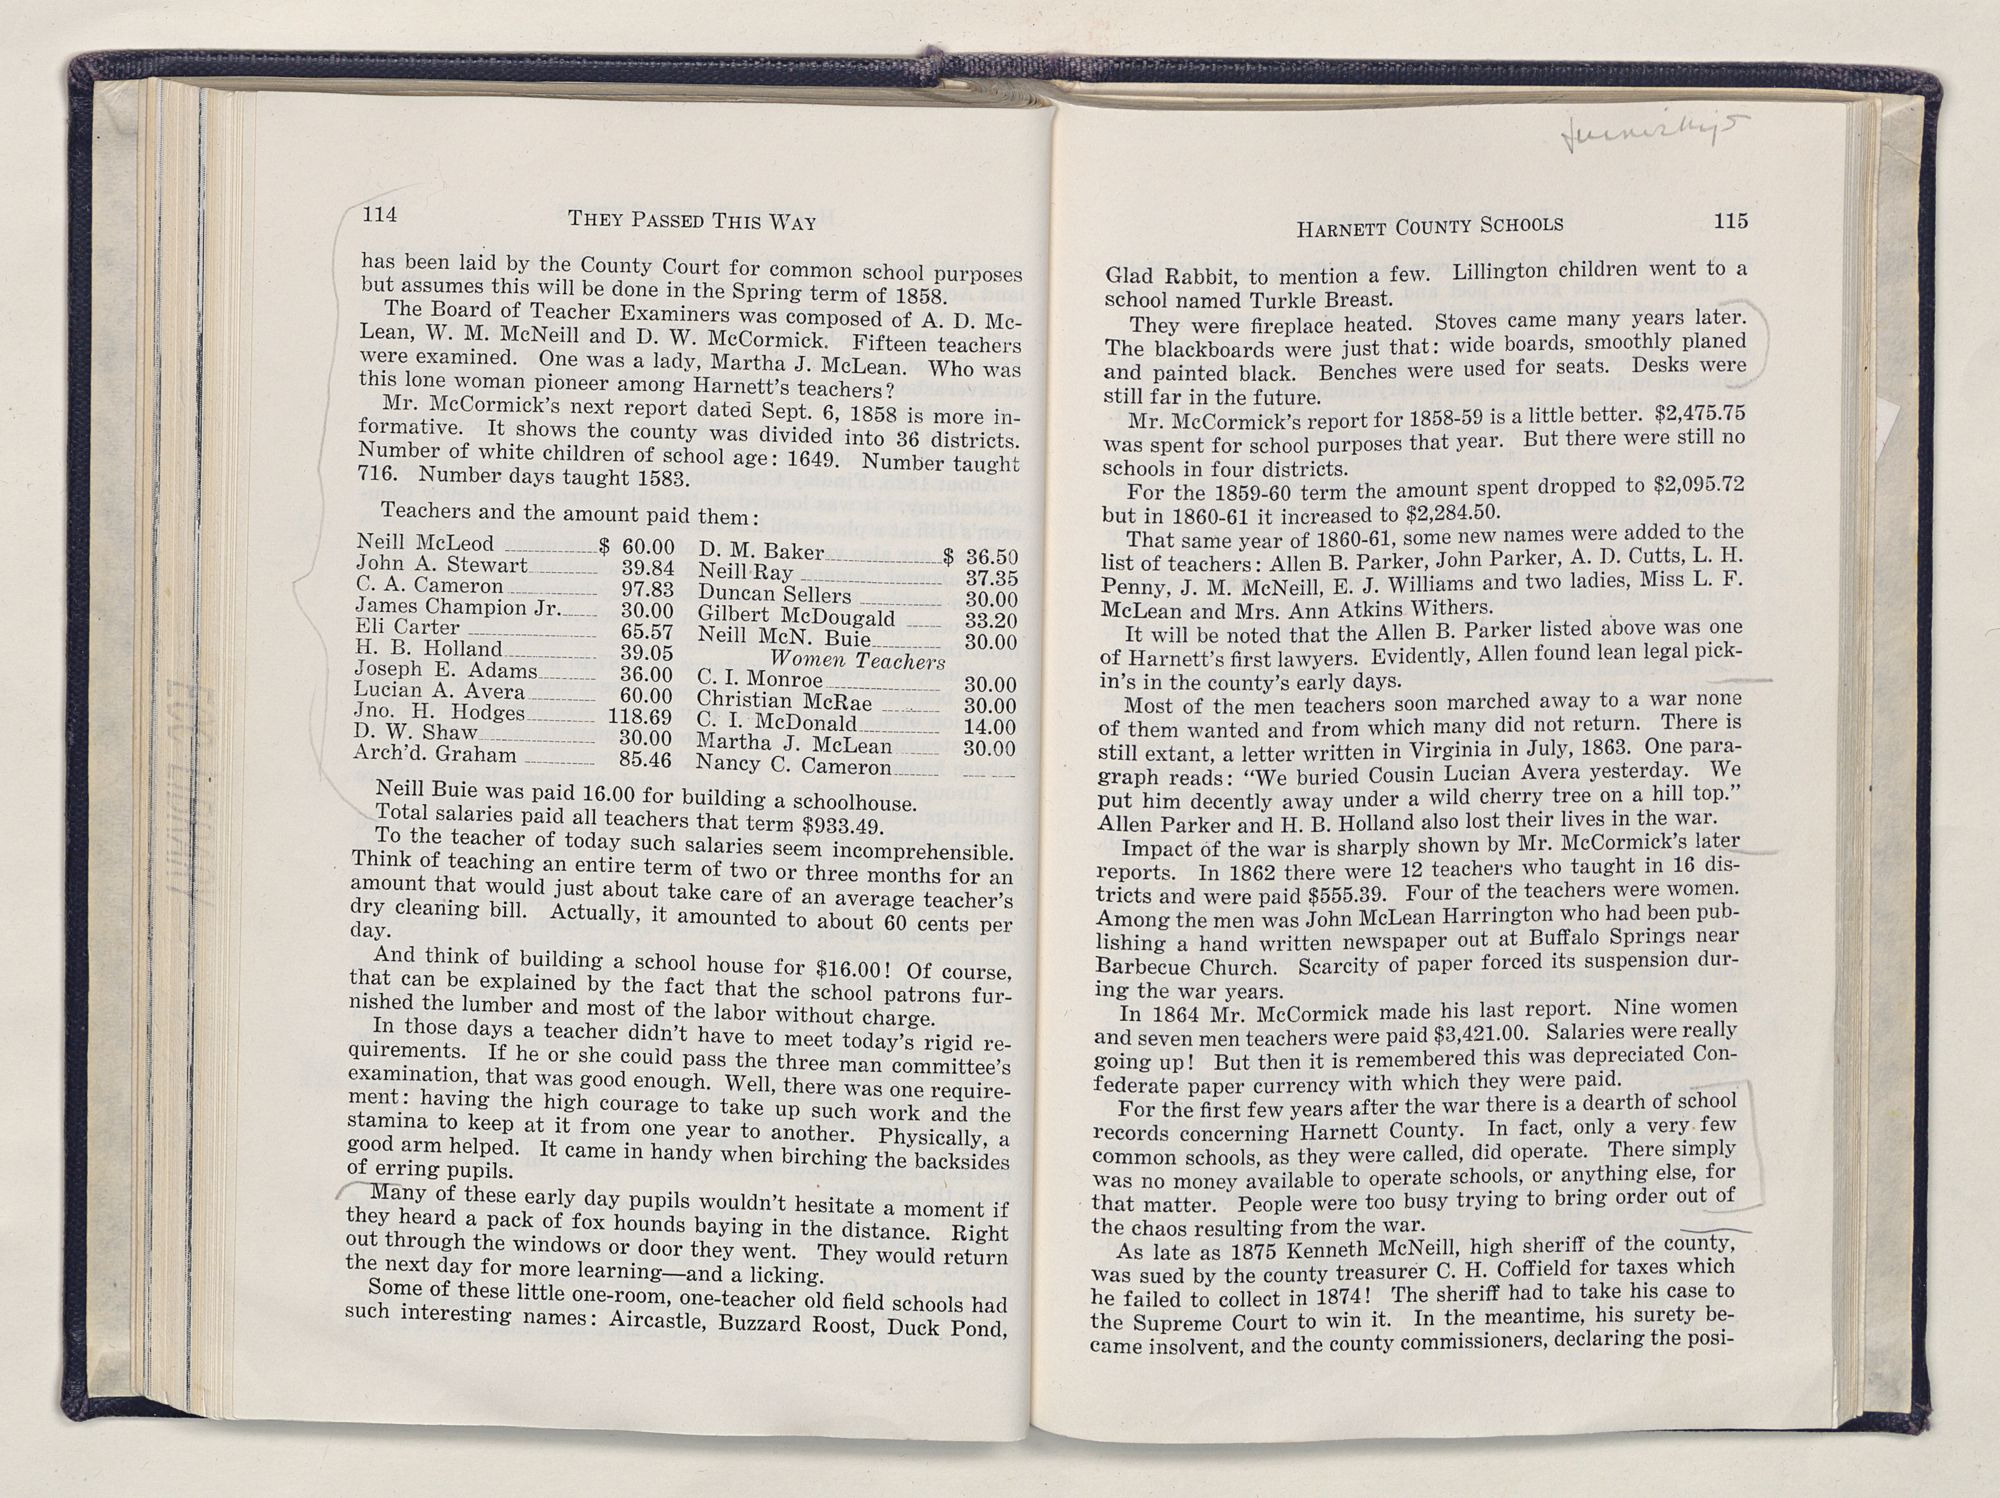 114
THEY PASSED THIS WAY
has been laid by the County Court for common school purposes
but assumes this will be done in the Spring term of 1858.
The Board of Teacher Examiners was composed of A. D. Mc-
Lean, W. M. McNeill and D. W. McCormick. Fifteen teachers
were examined. One was a lady, Martha J. McLean. Who was
this lone woman pioneer among Harnett's teachers?
Mr. McCormick's next report dated Sept. 6, 1858 is more in-
formative. It shows the county was divided into 36 districts.
Number of white children of school age: 1649. Number taught
716. Number days taught 1583.
Teachers and the amount paid them:
Neill McLeod $ 60.00
John A. Stewart 39.84
C. A. Cameron 97.83
James Champion Jr. 30.00
Eli Carter 65.57
H. B. Holland 39.05
Joseph E. Adams 36.00
Lucian A. Avera 60.00
Jno. H. Hodges 118.69
D. W. Shaw 30.00
Arch'd. Graham 85.46
D. M. Baker $ 36.50
Neill Ray 37.35
Duncan Sellers 30.00
Gilbert McDougald 33.20
Neill McN. Buie 30.00
Women Teachers
C. I. Monroe 30.00
Christian McRae 30.00
C. I. McDonald 14.00
Martha J. McLean 30.00
Nancy C. Cameron
Neill Buie was paid 16.00 for building a schoolhouse.
Total salaries paid all teachers that term $933.49.
To the teacher of today such salaries seem incomprehensible.
Think of teaching an entire term of two or three months for an
amount that would just about take care of an average teacher's
dry cleaning bill. Actually, it amounted to about 60 cents per
day.
And think of building a school house for $16.00! Of course,
that can be explained by the fact that the school patrons fur-
nished the lumber and most of the labor without charge.
In those days a teacher didn't have to meet today's rigid re-
quirements. If he or she could pass the three man committee's
examination, that was good enough. Well, there was one require-
ment: having the high courage to take up such work and the
stamina to keep at it from one year to another. Physically, a
good arm helped. It came in handy when birching the backsides
of erring pupils.
Many of these early day pupils wouldn't hesitate a moment if
they heard a pack of fox hounds baying in the distance. Right
out through the windows or door they went. They would return
the next day for more learning—and a licking.
Some of these little one-room, one-teacher old field schools had
such interesting names: Aircastle, Buzzard Roost, Duck Pond,
HARNETT COUNTY SCHOOLS
115
Glad Rabbit, to mention a few. Lillington children went to a
school named Turkle Breast.
They were fireplace heated. Stoves came many years later.
The blackboards were just that: wide boards, smoothly planed
and painted black. Benches were used for seats. Desks were
still far in the future.
Mr. McCormick's report for 1858-59 is a little better. $2,475.75
was spent for school purposes that year. But there were still no
schools in four districts.
For the 1859-60 term the amount spent dropped to $2,095.72
but in 1860-61 it increased to $2,284.50.
That same year of 1860-61, some new names were added to the
list of teachers: Allen B. Parker, John Parker, A. D. Cutts, L. H.
Penny, J. M. McNeill, E. J. Williams and two ladies, Miss L. F.
McLean and Mrs. Ann Atkins Withers.
It will be noted that the Allen B. Parker listed above was one
of Harnett's first lawyers. Evidently, Allen found lean legal pick-
in's in the county's early days.
Most of the men teachers soon marched away to a war none
of them wanted and from which many did not return. There is
still extant, a letter written in Virginia in July, 1863. One para-
graph reads: "We buried Cousin Lucian Avera yesterday. We
put him decently away under a wild cherry tree on a hill top."
Allen Parker and H. B. Holland also lost their lives in the war.
Impact of the war is sharply shown by Mr. McCormick's later
reports. In 1862 there were 12 teachers who taught in 16 dis-
tricts and were paid $555.39. Four of the teachers were women.
Among the men was John McLean Harrington who had been pub-
lishing a hand written newspaper out at Buffalo Springs near
Barbecue Church. Scarcity of paper forced its suspension dur-
ing the war years.
In 1864 Mr. McCormick made his last report. Nine women
and seven men teachers were paid $3,421.00. Salaries were really
going up! But then it is remembered this was depreciated Con-
federate paper currency with which they were paid.
For the first few years after the war there is a dearth of school
records concerning Harnett County. In fact, only a very few
common schools, as they were called, did operate. There simply
was no money available to operate schools, or anything else, for
that matter. People were too busy trying to bring order out of
the chaos resulting from the war.
As late as 1875 Kenneth McNeill, high sheriff of the county,
was sued by the county treasurer C. H. Coffield for taxes which
he failed to collect in 1874! The sheriff had to take his case to
the Supreme Court to win it. In the meantime, his surety be-
came insolvent, and the county commissioners, declaring the posi-